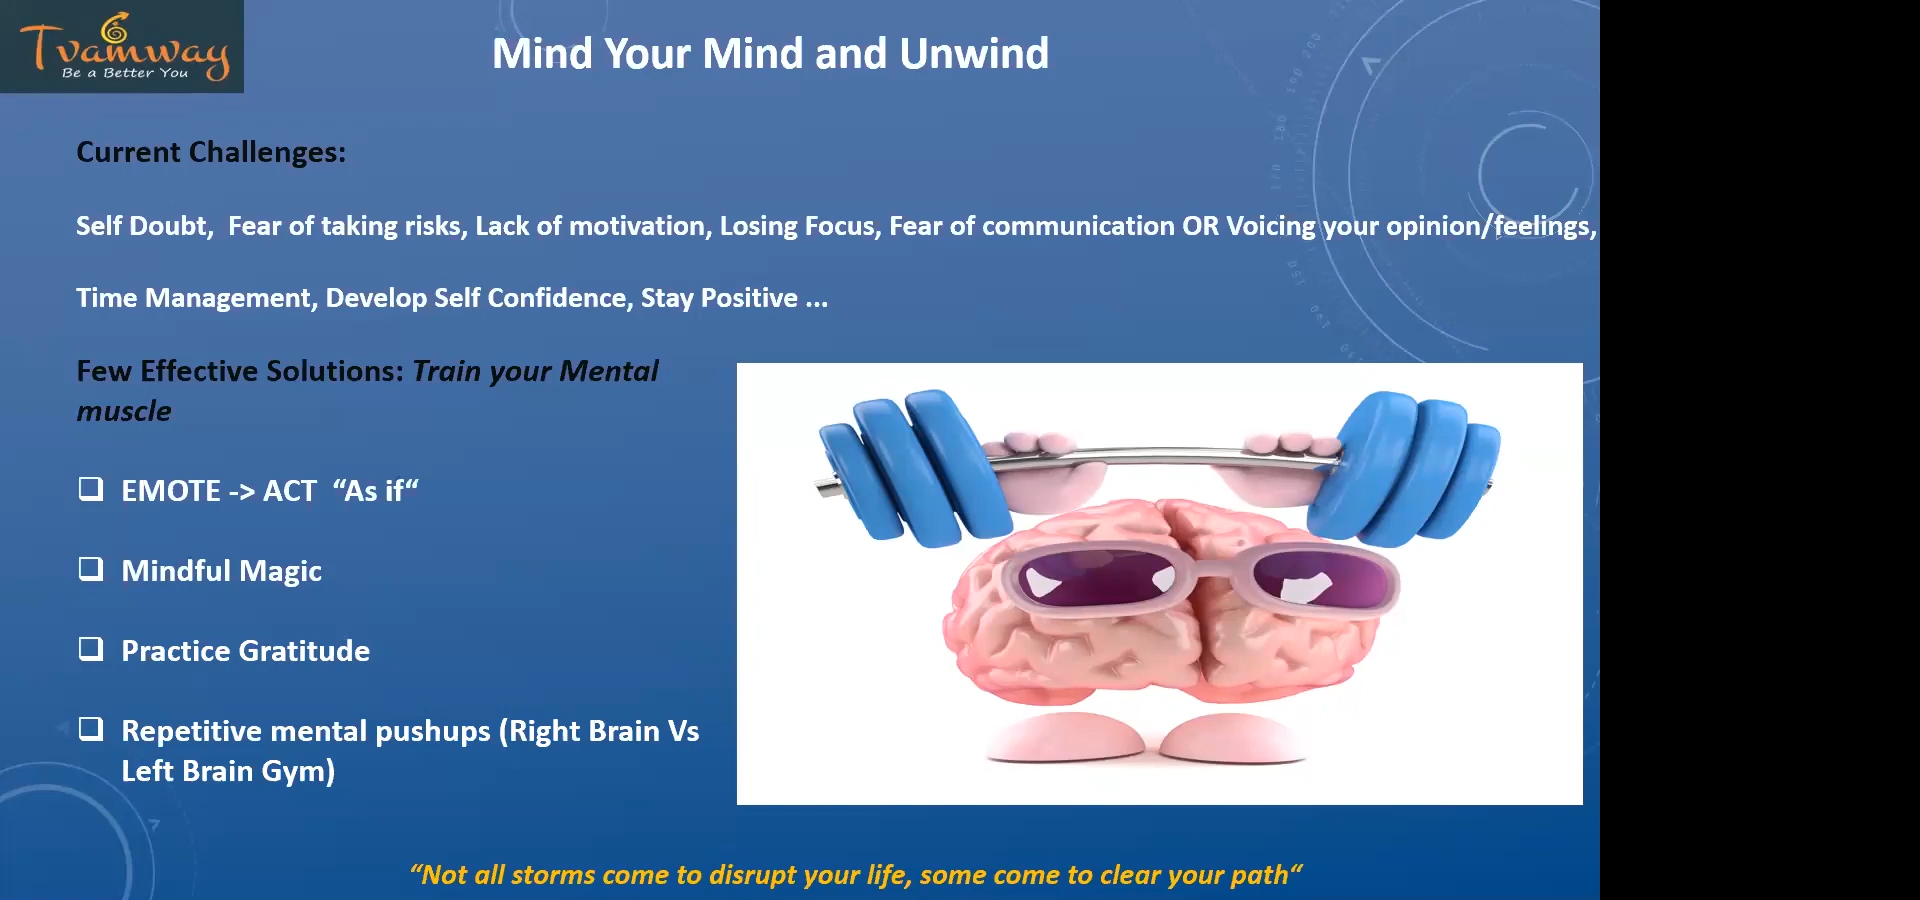 Tvamway
Be a Better You
Mind Your Mind and Unwind
Current Challenges:
Self Doubt,  Fear of taking risks, Lack of motivation, Losing Focus, Fear of communication OR Voicing your opinion/feelings,
Time Management, Develop Self Confidence, Stay Positive ...
Few Effective Solutions: Train your Mental
muscle
❑ EMOTE -> ACT  “As if“
❑ Mindful Magic
❑ Practice Gratitude
❑ Repetitive mental pushups (Right Brain Vs
Left Brain Gym)
“Not all storms come to disrupt your life, some come to clear your path“